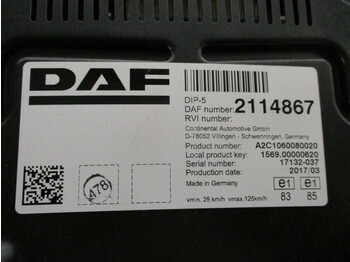 DAF
DIP-5
DAF number: 2114867
RVI number:
Continental Automotive GmbH
D-78052 Villingen - Schwenningen, Germany
Product number: A2C1060080020
Local product key: 1569.00000620
Serial number: 17132-037
Made in Germany 2017/03
478
e1 e1
vmin. 25 km/h vmax.125km/h 83 85